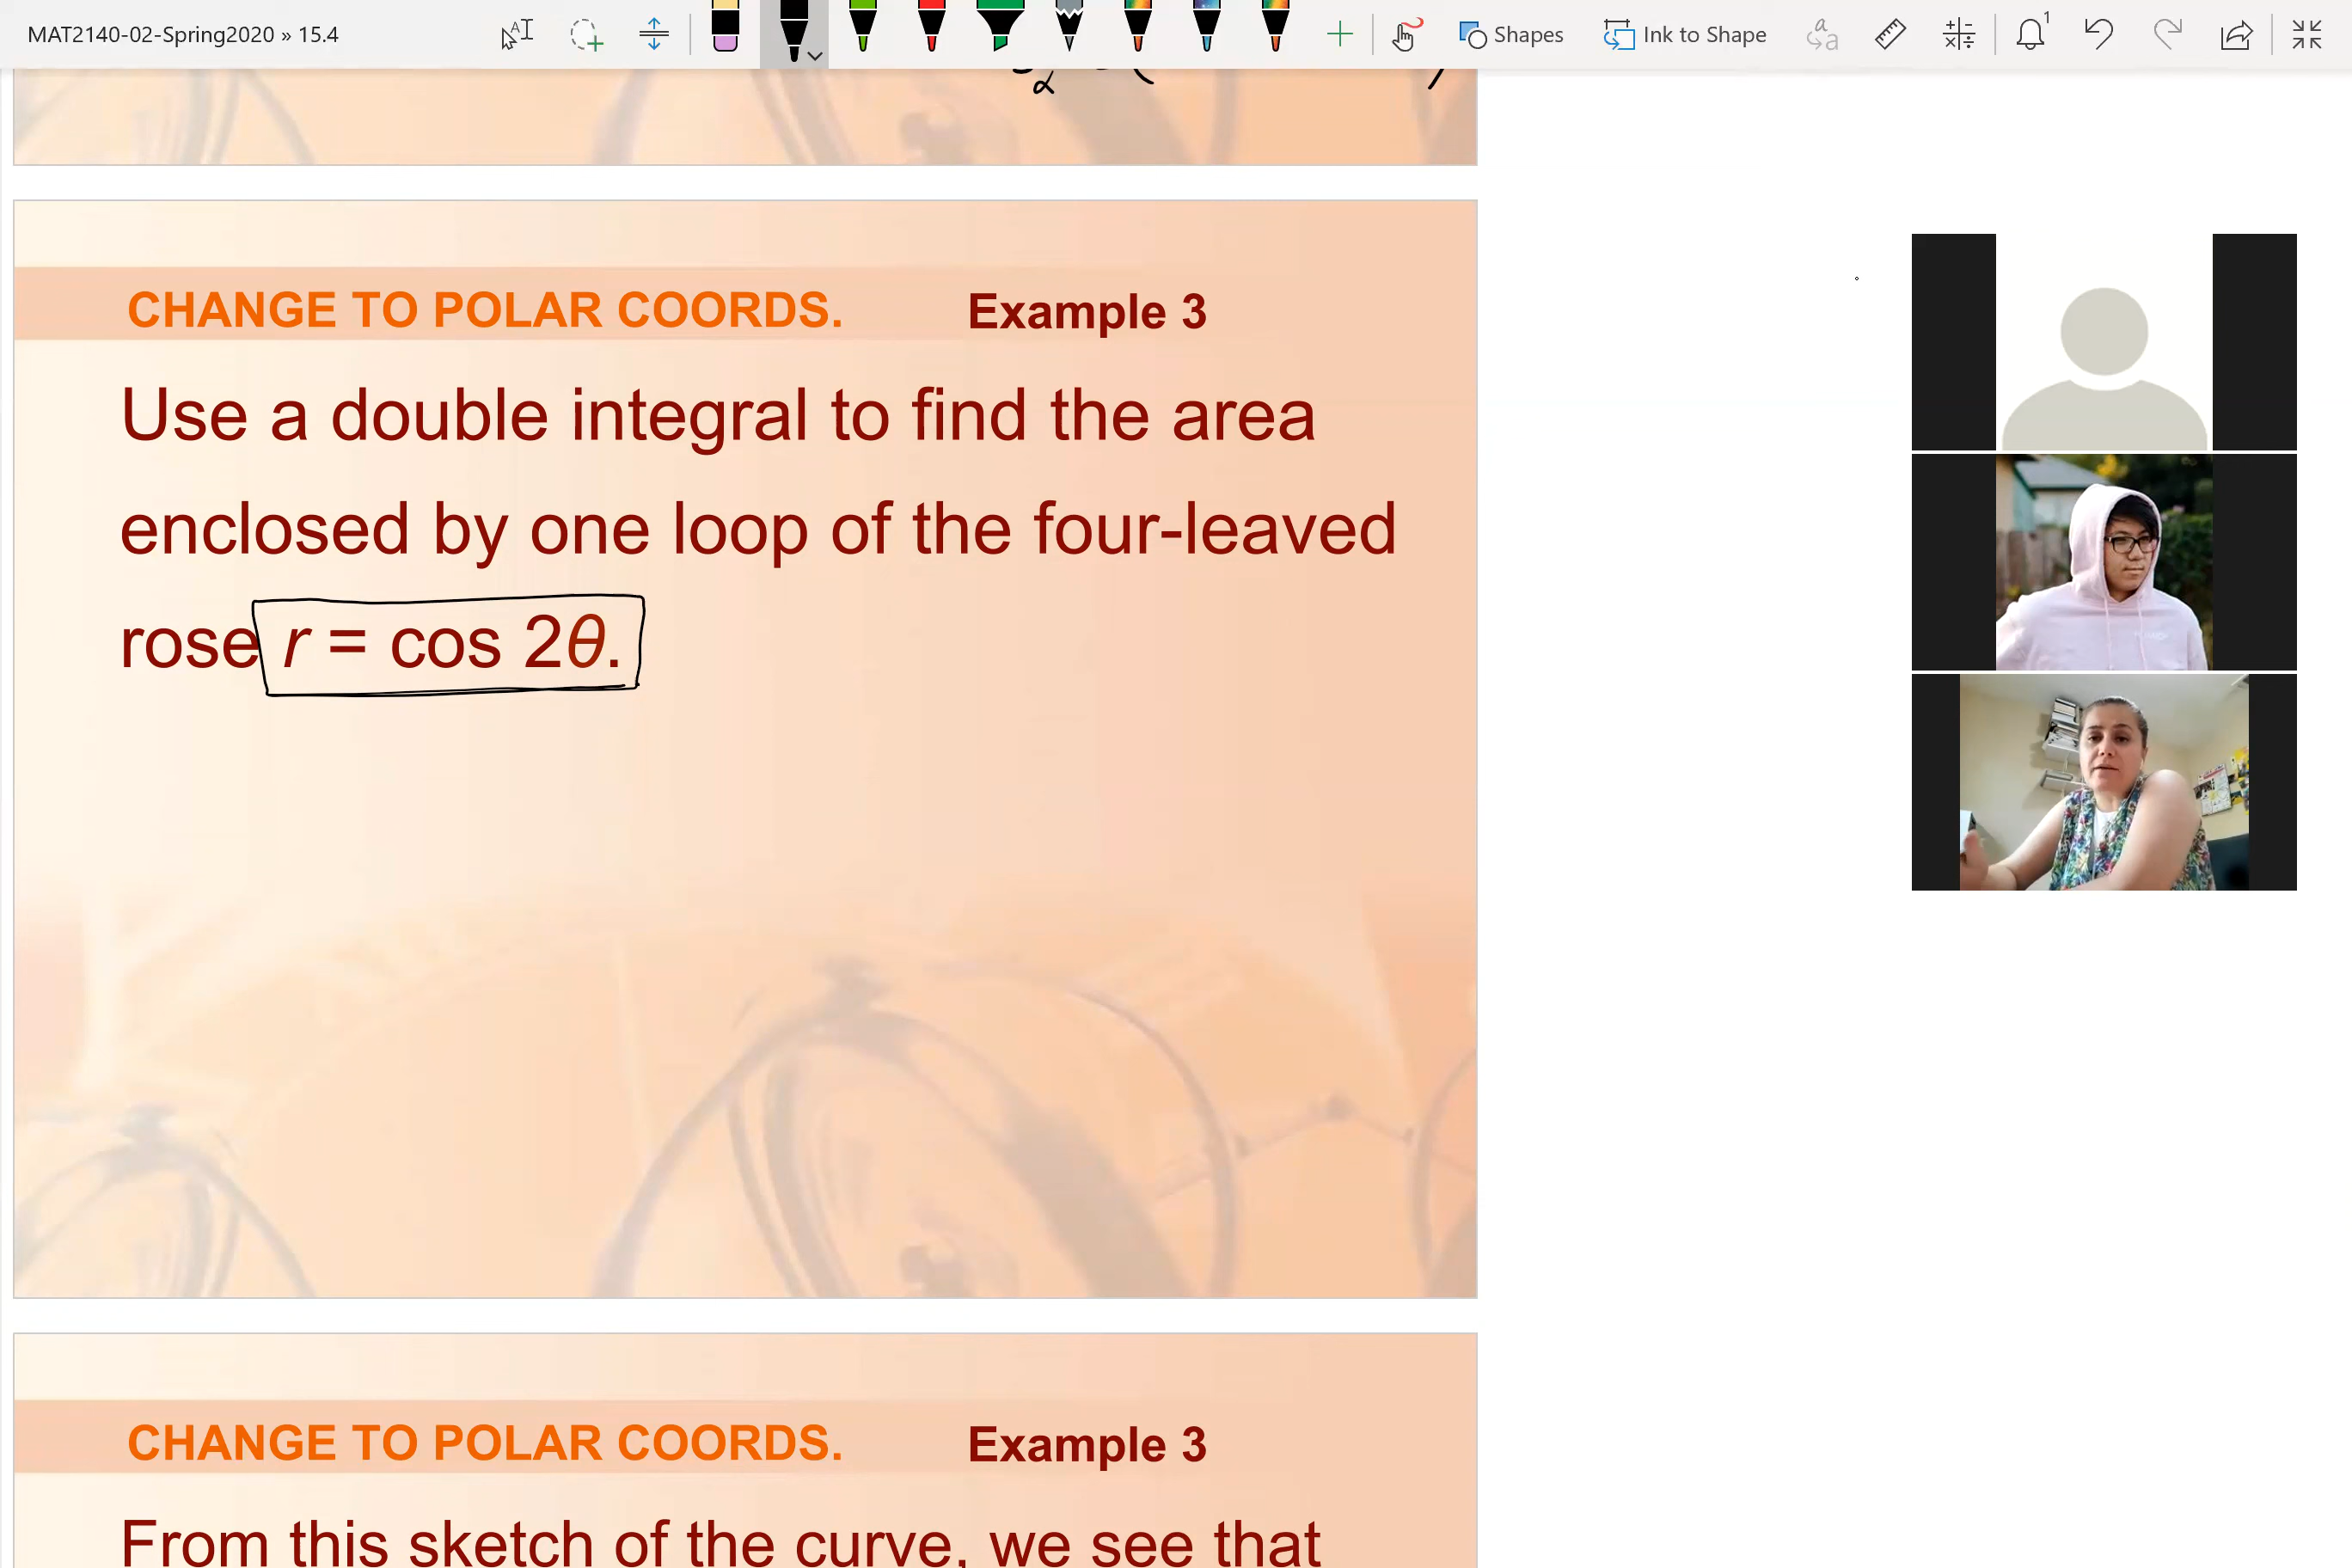 MAT2140-02-Spring2020 » 15.4
Shapes
Ink to Shape
1
α
CHANGE TO POLAR COORDS. Example 3
Use a double integral to find the area
enclosed by one loop of the four-leaved
rose r = cos 2θ.
CHANGE TO POLAR COORDS. Example 3
From this sketch of the curve, we see that